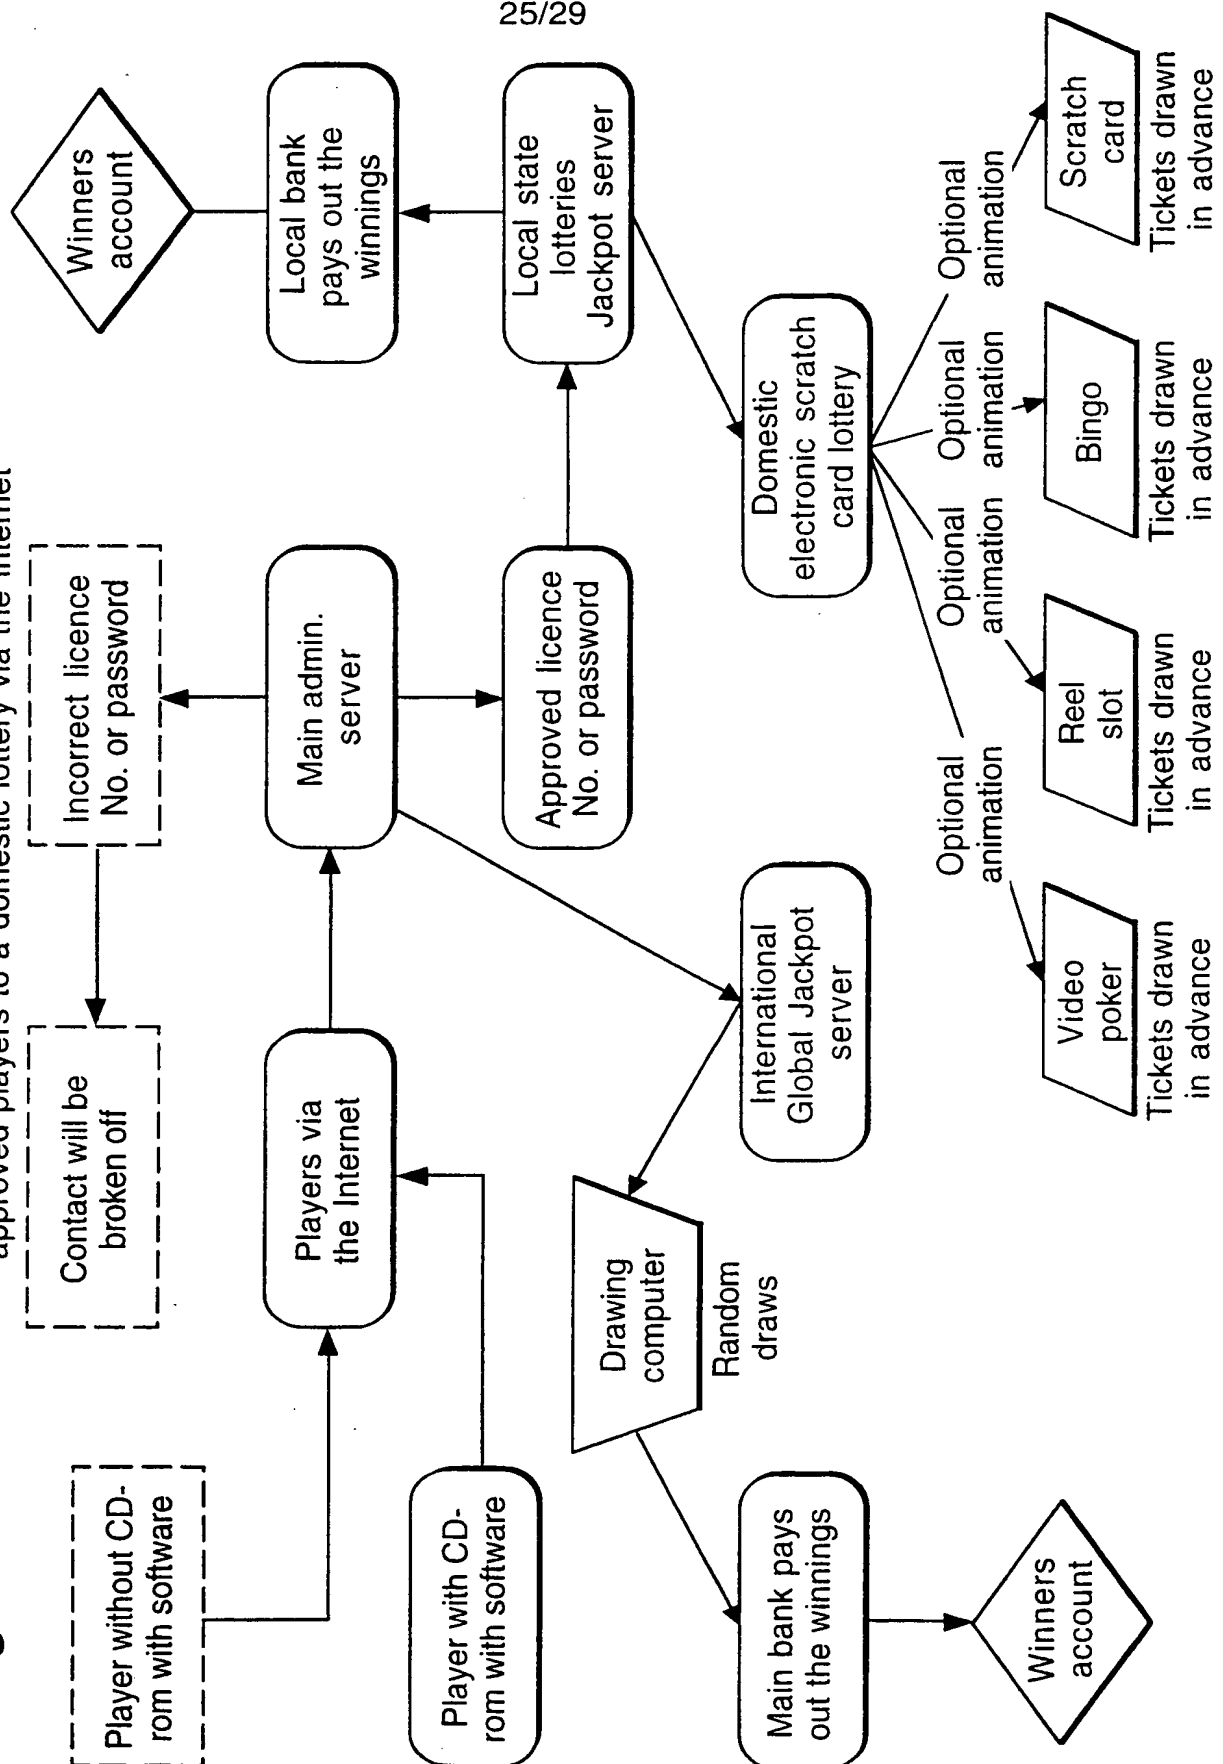 25/29
approved players to a domestic lottery via the Internet
Player without CD-
rom with software
Contact will be
broken off
Incorrect licence
No. or password
Winners
account
Players via
the Internet
Main admin.
server
Local bank
pays out the
winnings
Player with CD-
rom with software
Approved licence
No. or password
Local state
lotteries
Jackpot server
Drawing
computer
Random
draws
Main bank pays
out the winnings
International
Global Jackpot
server
Domestic
electronic scratch
card lottery
Optional
animation
Optional
animation
Optional
animation
Optional
animation
Winners
account
Video
poker
Reel
slot
Bingo
Scratch
card
Tickets drawn
in advance
Tickets drawn
in advance
Tickets drawn
in advance
Tickets drawn
in advance